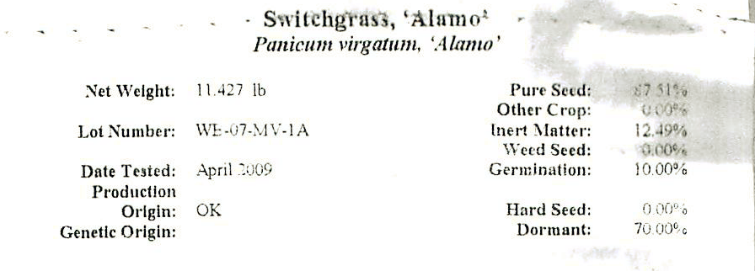 Switchgrass, 'Alamo'
Panicum virgatum, 'Alamo'
Net Weight: 11.427 lb
Lot Number: WE-07-MV-1A
Date Tested: April 2009
Production
Origin: OK
Genetic Origin:
Pure Seed: 87.51%
Other Crop: 0.00%
Inert Matter: 12.49%
Weed Seed: 0.00%
Germination: 10.00%
Hard Seed: 0.00%
Dormant: 70.00%